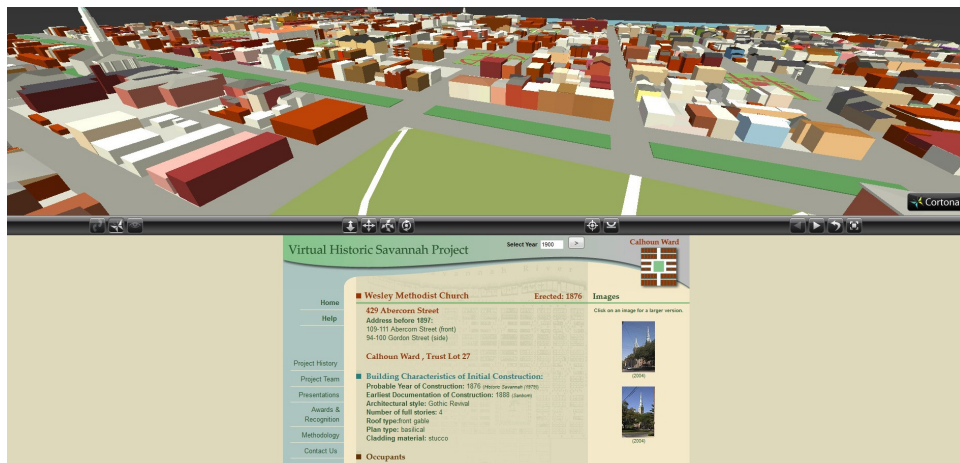 Cortona
Virtual Historic Savannah Project
Select Year 1900 >
Calhoun Ward
Home
Help
Project History
Project Team
Presentations
Awards &
Recognition
Methodology
Contact Us
Wesley Methodist Church Erected: 1876
429 Abercorn Street
Address before 1897:
109-111 Abercorn Street (front)
94-100 Gordon Street (side)
Calhoun Ward , Trust Lot 27
Building Characteristics of Initial Construction:
Probable Year of Construction: 1876 (Historic Savannah (1979))
Earliest Documentation of Construction: 1888 (Sanborn)
Architectural style: Gothic Revival
Number of full stories: 4
Roof type:front gable
Plan type: basilical
Cladding material: stucco
Occupants
Images
Click on an image for a larger version.
(2004)
(2004)